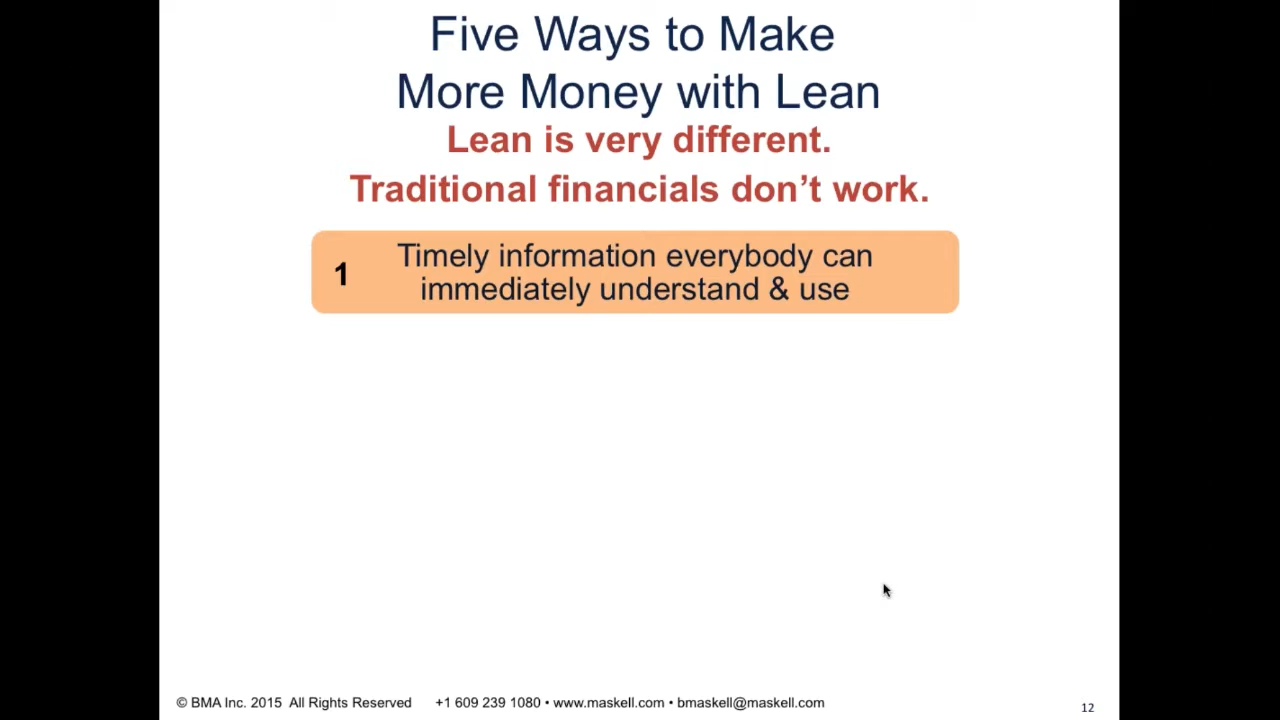 Five Ways to Make
More Money with Lean
Lean is very different.
Traditional financials don’t work.
1 Timely information everybody can
immediately understand & use
© BMA Inc. 2015 All Rights Reserved +1 609 239 1080 • www.maskell.com • bmaskell@maskell.com
12